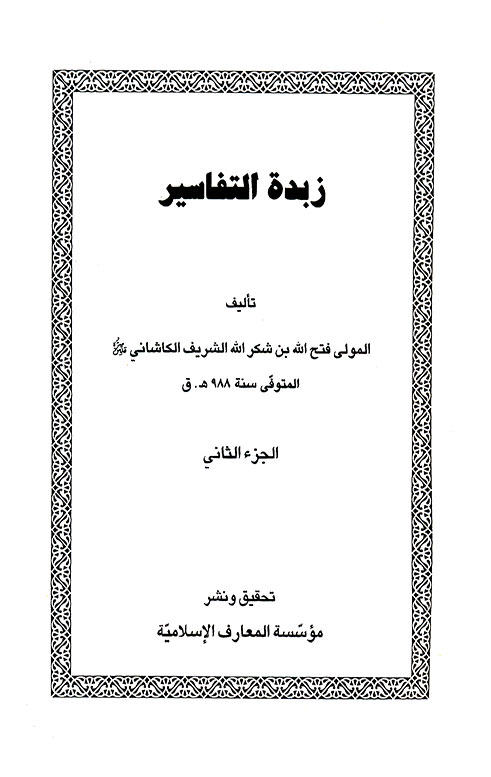 زبدة التفاسير
تأليف
المولى فتح الله بن شكر الله الشريف الكاشاني
المتوفّى سنة ٩٨٨ هـ. ق
الجزء الثاني
تحقيق ونشر
مؤسّسة المعارف الإسلاميّة